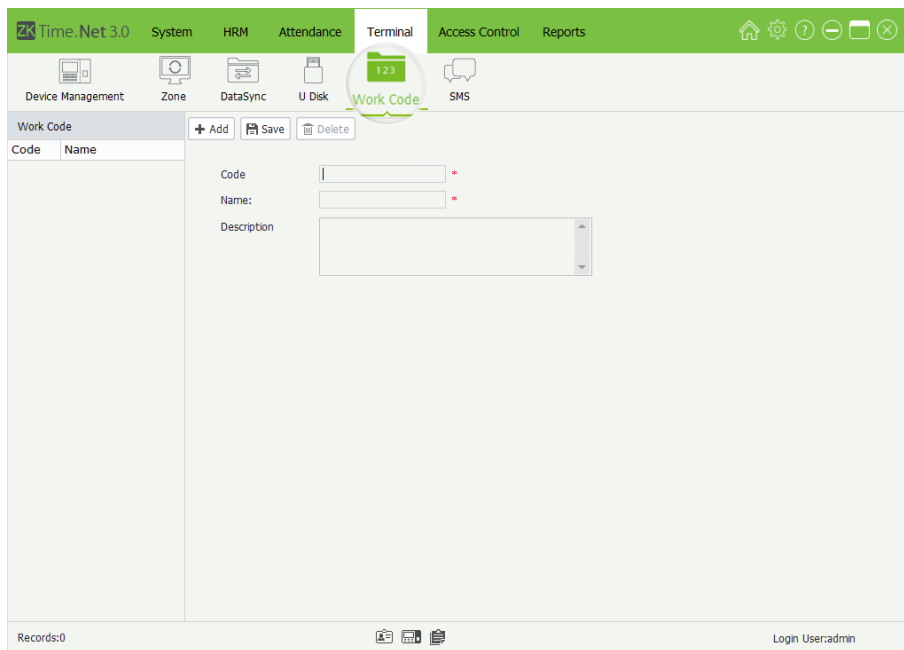 ZK Time.Net 3.0 System HRM Attendance Terminal Access Control Reports
123
Device Management Zone DataSync U Disk Work Code SMS
Work Code Add Save Delete
Code Name
Code *
Name: *
Description
Records:0 Login User:admin